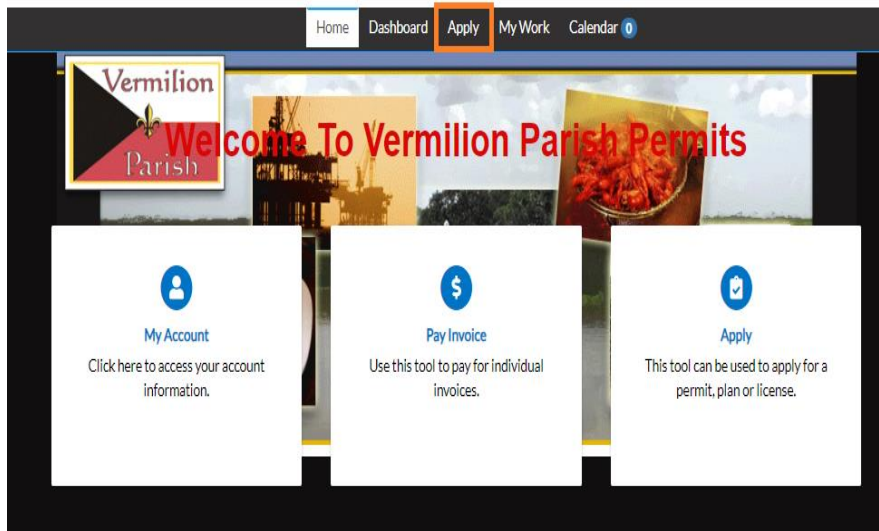 Home Dashboard Apply My Work Calendar 0
Vermilion
Parish
Welcome To Vermilion Parish Permits
$
My Account
Click here to access your account
information.
Pay Invoice
Use this tool to pay for individual
invoices.
Apply
This tool can be used to apply for a
permit, plan or license.